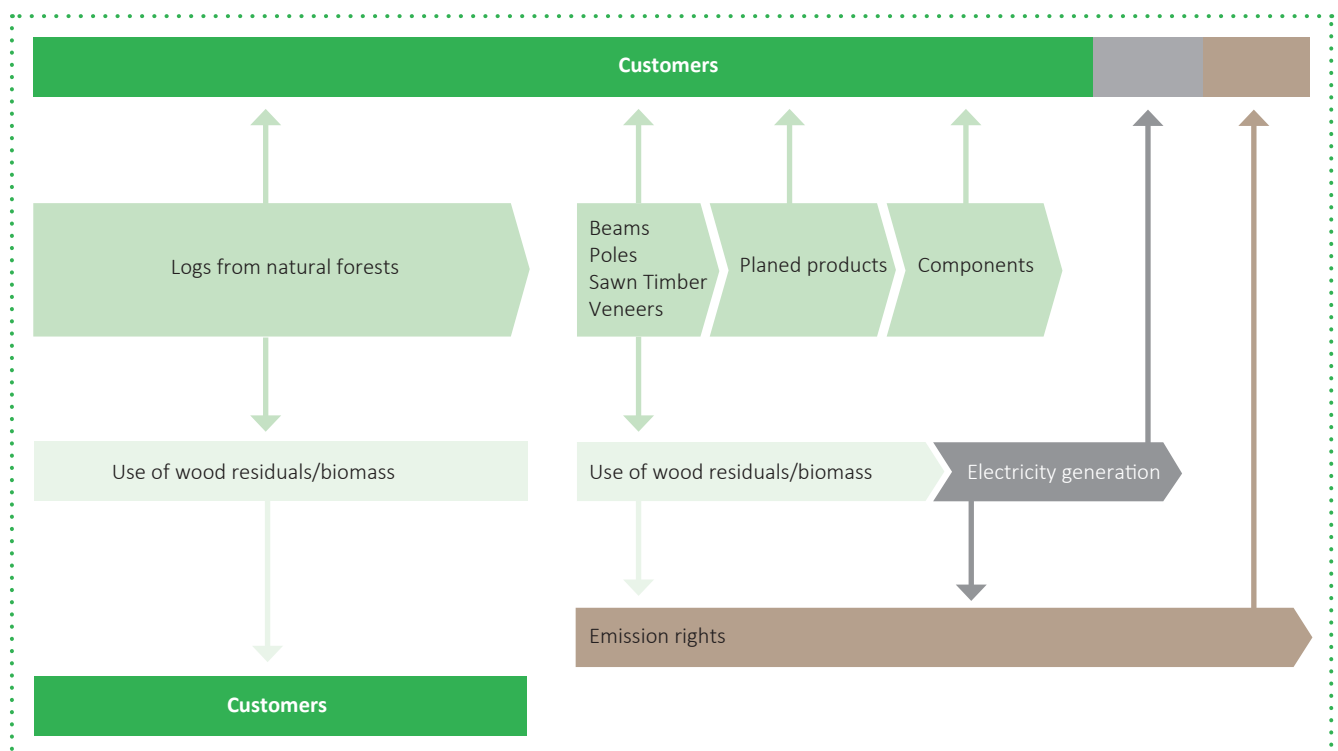 Customers
Logs from natural forests
Beams
Poles
Sawn Timber
Veneers
Planed products
Components
Use of wood residuals/biomass
Use of wood residuals/biomass
Electricity generation
Emission rights
Customers